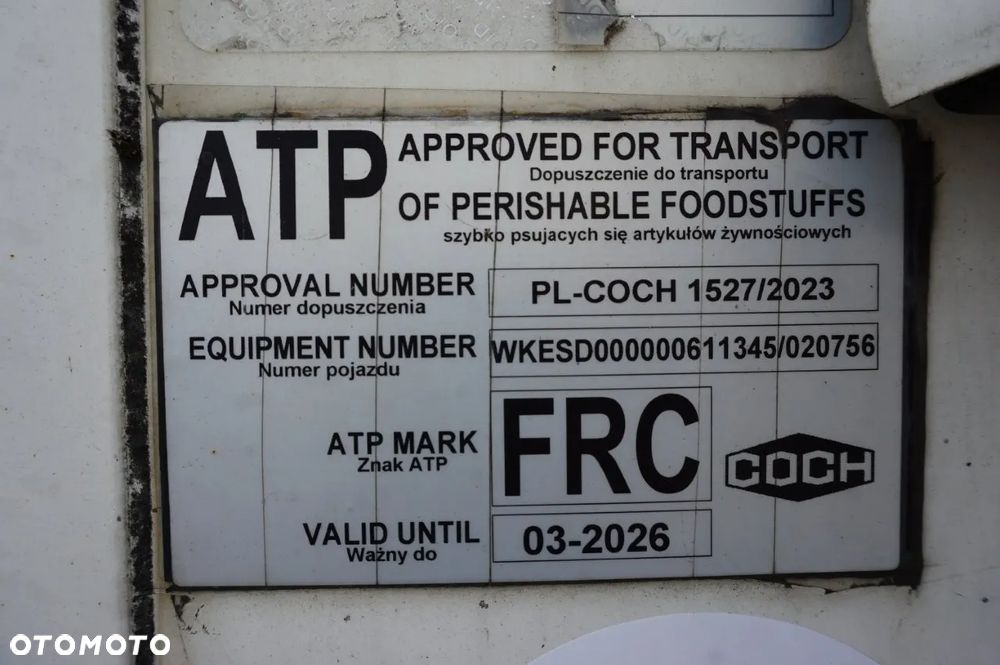 ATP
APPROVED FOR TRANSPORT
Dopuszczenie do transportu
OF PERISHABLE FOODSTUFFS
szybko psujacych się artykułów żywnościowych
APPROVAL NUMBER
Numer dopuszczenia
PL-COCH 1527/2023
EQUIPMENT NUMBER
Numer pojazdu
WKESD000000611345/020756
ATP MARK
Znak ATP
FRC
COCH
VALID UNTIL
Ważny do
03-2026
OTOMOTO